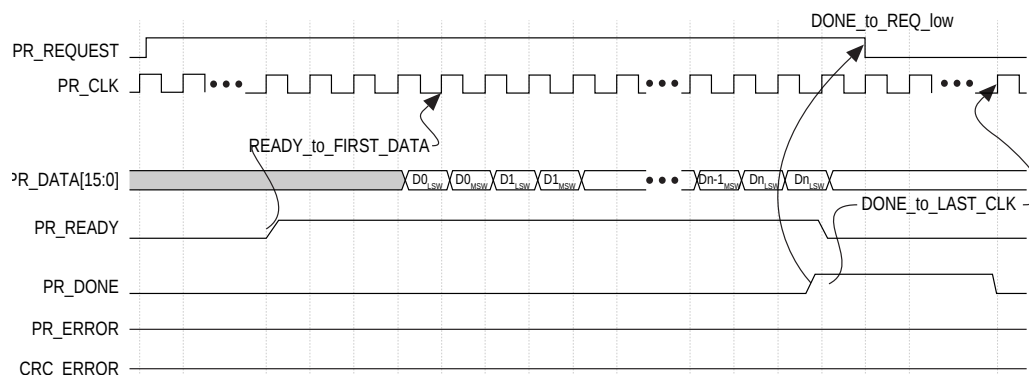 DONE_to_REQ_low
PR_REQUEST
PR_CLK
READY_to_FIRST_DATA
PR_DATA[15:0] D0LSW D0MSW D1LSW D1MSW Dn-1MSW DnLSW DnLSW
DONE_to_LAST_CLK
PR_READY
PR_DONE
PR_ERROR
CRC_ERROR